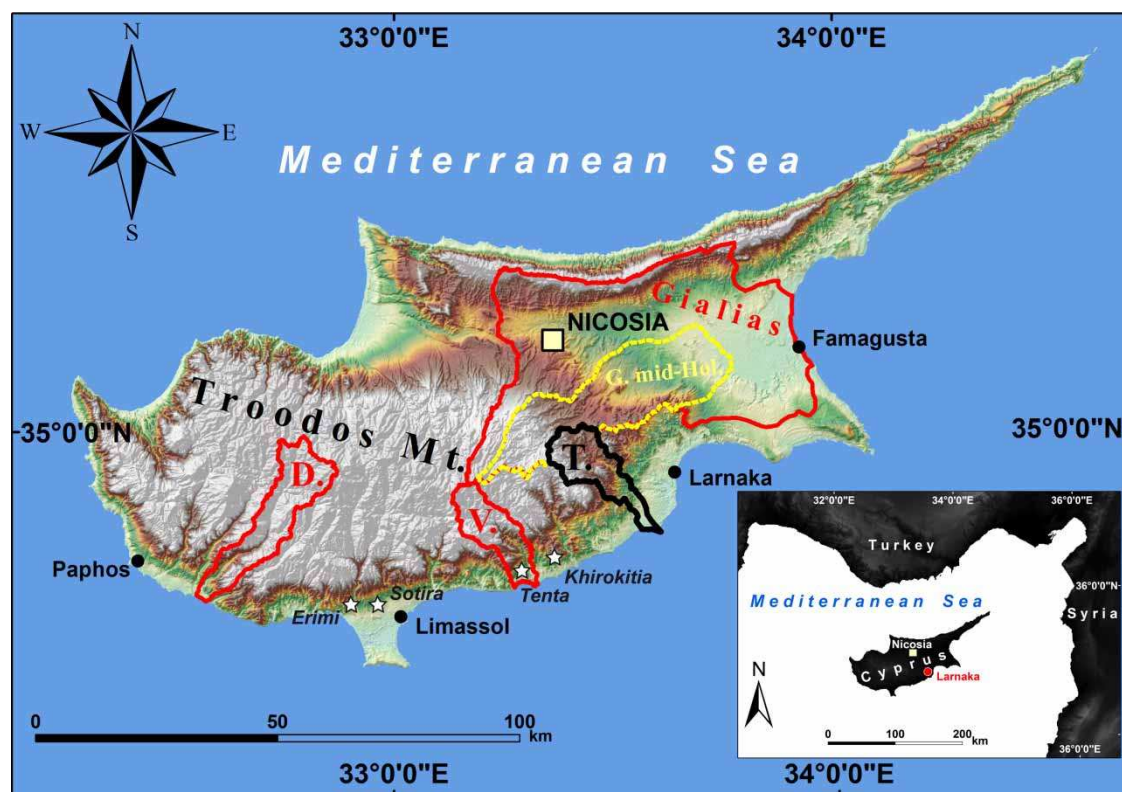 33°0'0"E
34°0'0"E
N
W
E
S
Mediterranean Sea
Gialias
NICOSIA
Famagusta
G. mid-Hol.
Troodos Mt.
35°0'0"N
35°0'0"N
T.
D.
Larnaka
V.
Paphos
Khirokitia
Tenta
Sotira
Erimi
Limassol
0
50
100
km
33°0'0"E
34°0'0"E
32°0'0"E
34°0'0"E
36°0'0"E
Turkey
36°0'0"N
Mediterranean Sea
Syria
Nicosia
Cyprus
Larnaka
N
0
100
200
km
36°0'0"E